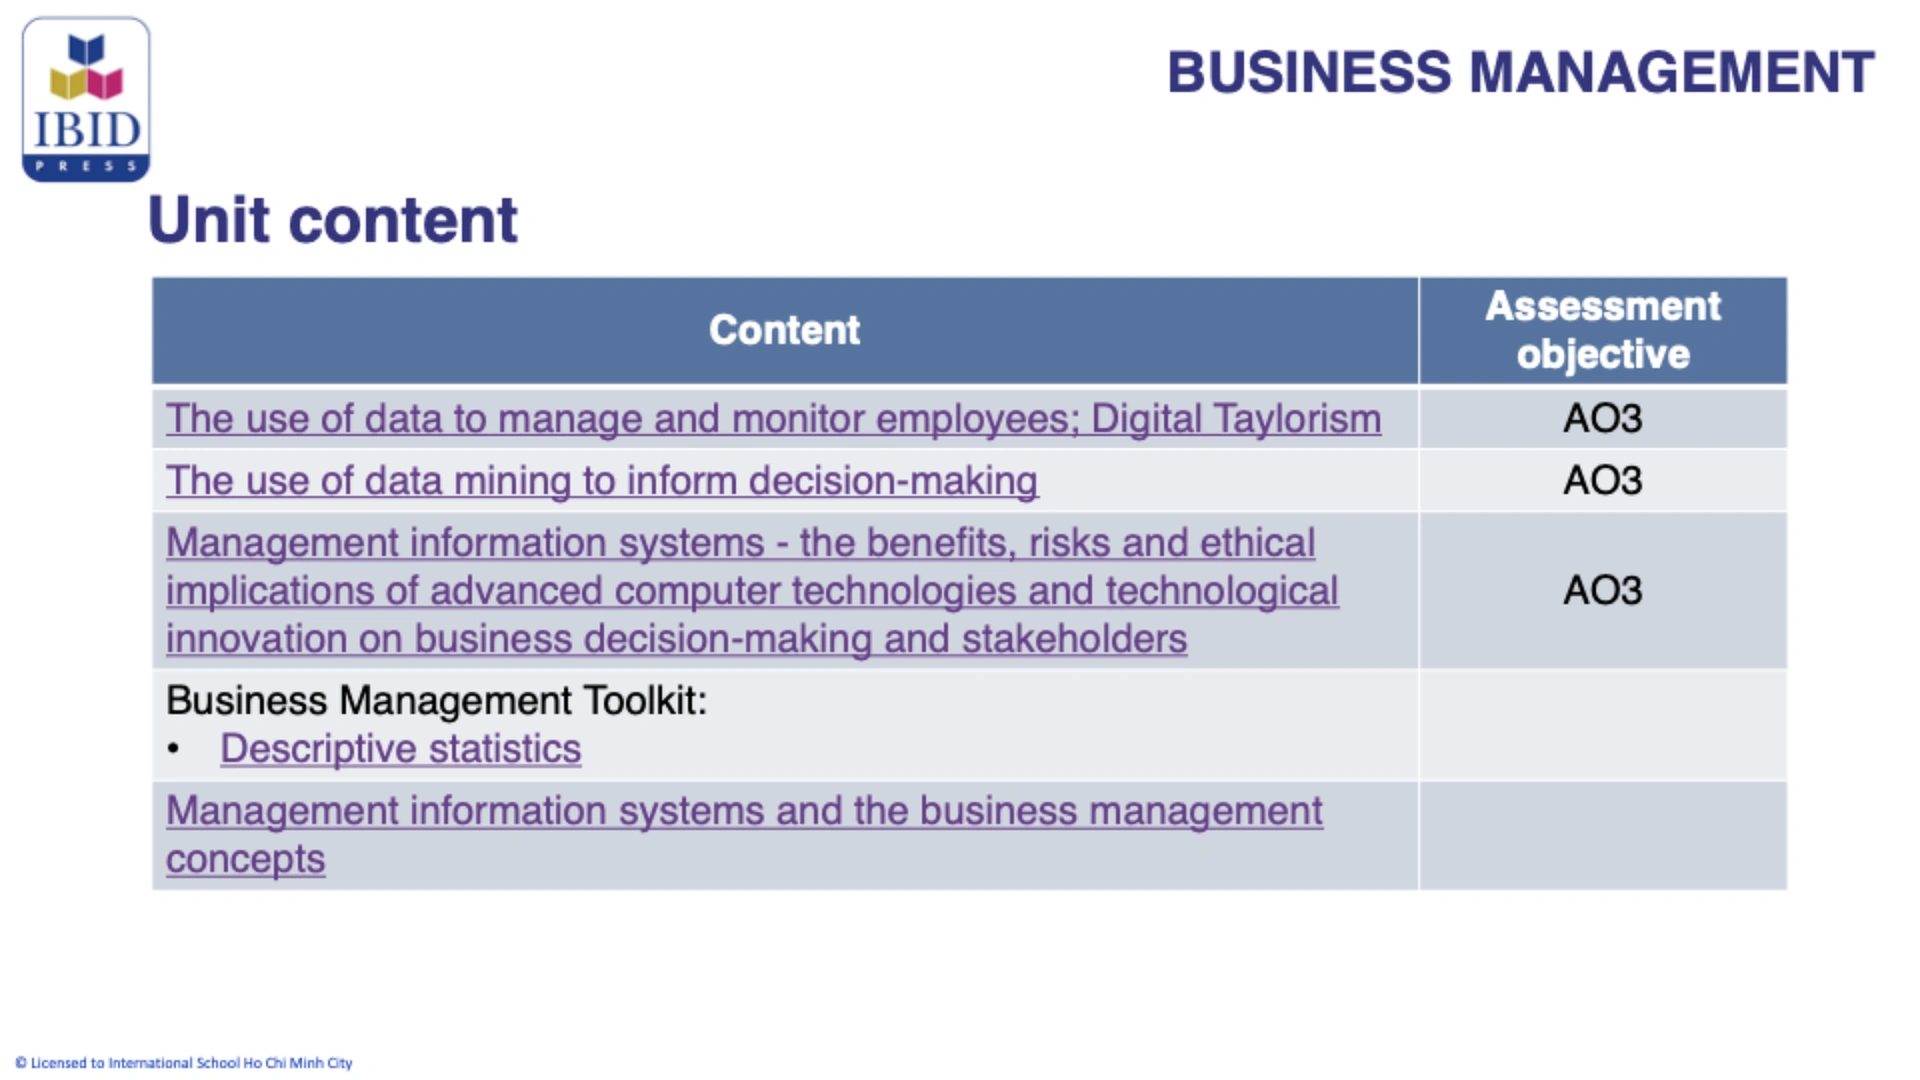 IBID
PRESS
BUSINESS MANAGEMENT
Unit content
Content
Assessment
objective
The use of data to manage and monitor employees; Digital Taylorism
AO3
The use of data mining to inform decision-making
AO3
Management information systems - the benefits, risks and ethical
implications of advanced computer technologies and technological
innovation on business decision-making and stakeholders
AO3
Business Management Toolkit:
• Descriptive statistics
Management information systems and the business management
concepts
© Licensed to International School Ho Chi Minh City